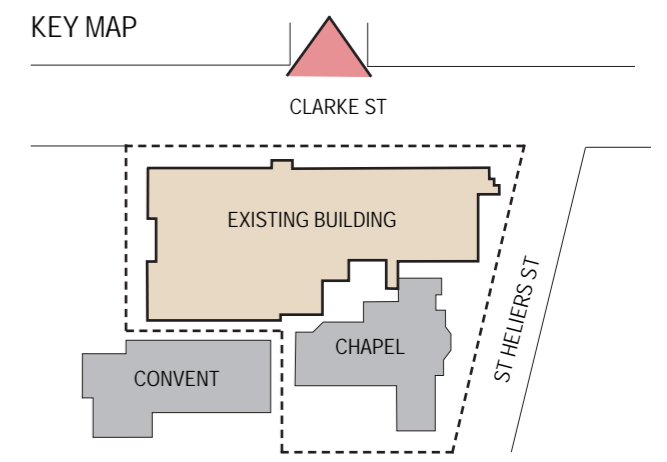 KEY MAP
CLARKE ST
EXISTING BUILDING
ST HELIERS ST
CHAPEL
CONVENT